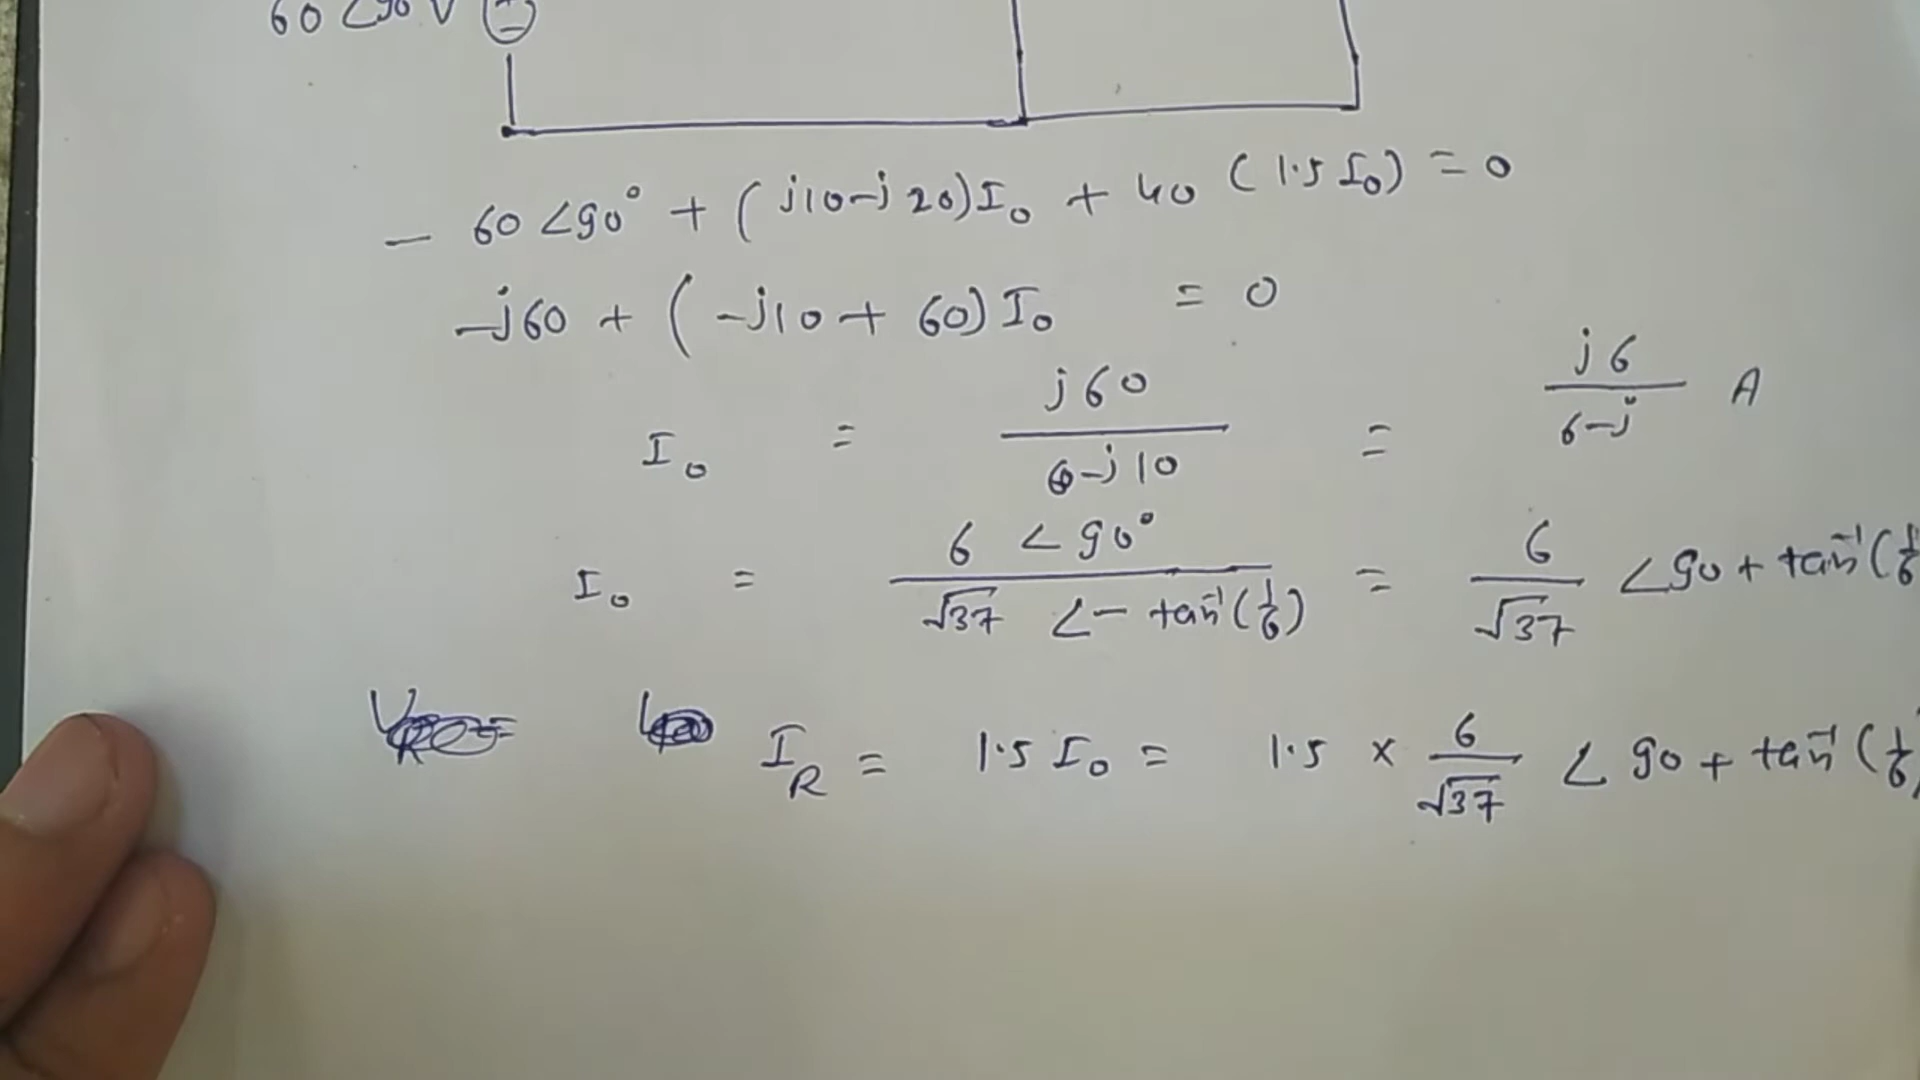 60 ∠90 V
− 60 ∠90° + (j10-j20)I₀ + 40 (1.5 I₀) = 0
-j60 + (-j10 + 60) I₀ = 0
I₀ = j60 / 60-j10 = j6 / 6-j A
I₀ = 6 ∠90° / √37 ∠- tan⁻¹(1/6) = 6 / √37 ∠90 + tan⁻¹(1/6
I_R = 1.5 I₀ = 1.5 × 6 / √37 ∠ 90 + tan⁻¹(1/6)